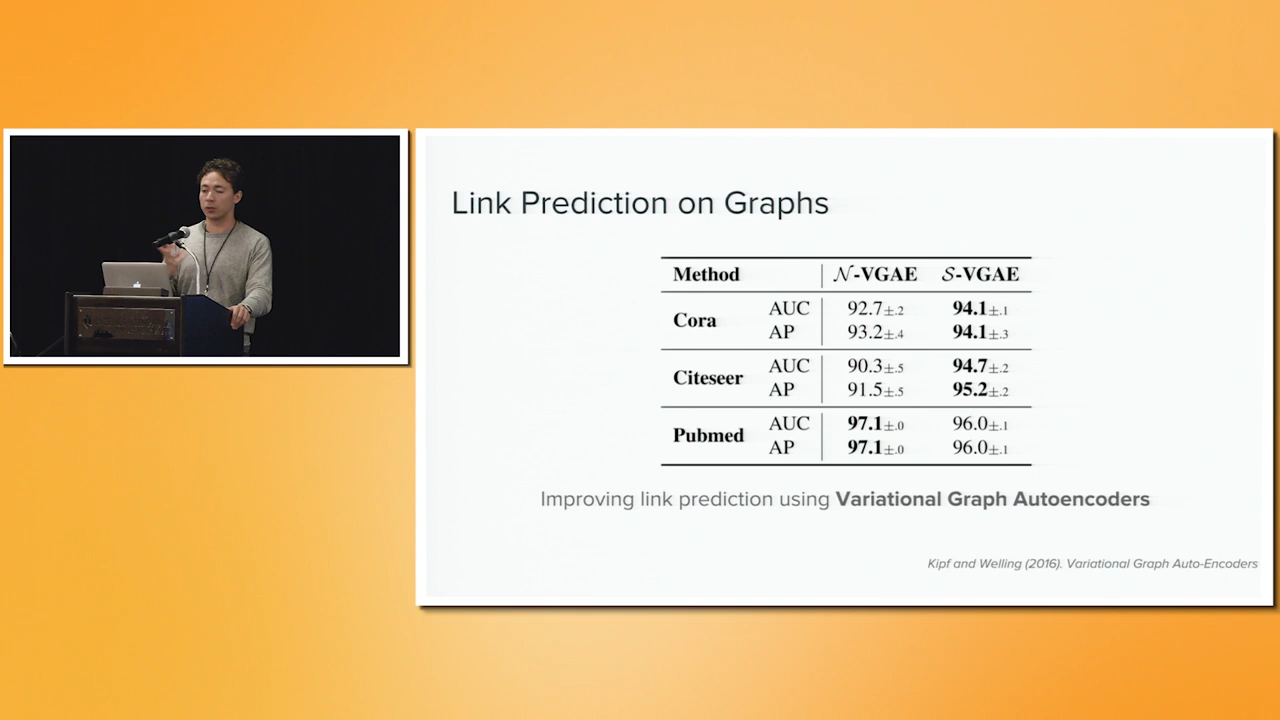 Link Prediction on Graphs
Method 𝒩-VGAE 𝒮-VGAE
Cora AUC 92.7±.2 94.1±.1
AP 93.2±.4 94.1±.3
Citeseer AUC 90.3±.5 94.7±.2
AP 91.5±.5 95.2±.2
Pubmed AUC 97.1±.0 96.0±.1
AP 97.1±.0 96.0±.1
Improving link prediction using Variational Graph Autoencoders
Kipf and Welling (2016). Variational Graph Auto-Encoders